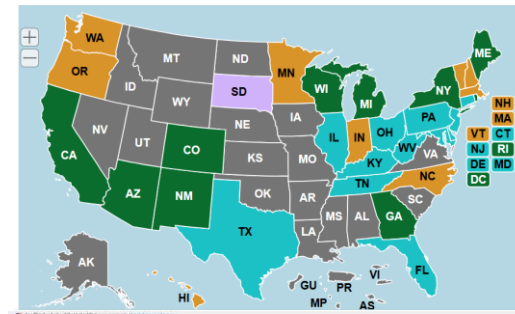 +
−
WA
MT
ND
MN
ME
OR
ID
SD
WI
MI
NY
WY
NH
NE
IA
PA
MA
NV
IL
IN
OH
VT
CT
UT
CO
WV
NJ
RI
CA
KS
MO
KY
VA
DE
MD
TN
NC
DC
AZ
NM
OK
AR
SC
MS
AL
GA
TX
LA
AK
FL
HI
GU
PR
VI
MP
AS